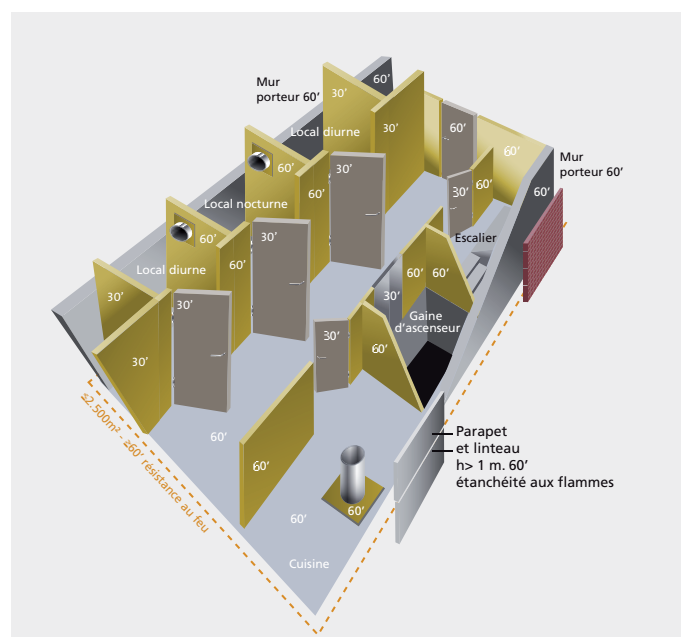 Mur
porteur 60’
60’
30’
Local diurne
30’
60’
60’
Mur
porteur 60’
60’
60’
Local nocturne
60’
30’
30’
60’
Escalier
60’
Local diurne
60’
30’
60’
60’
30’
Gaine
d’ascenseur
30’
30’
30’
30’
60’
≤2.500m² - ≥60’ résistance au feu
60’
60’
60’
60’
Cuisine
Parapet
et linteau
h> 1 m. 60’
étanchéité aux flammes